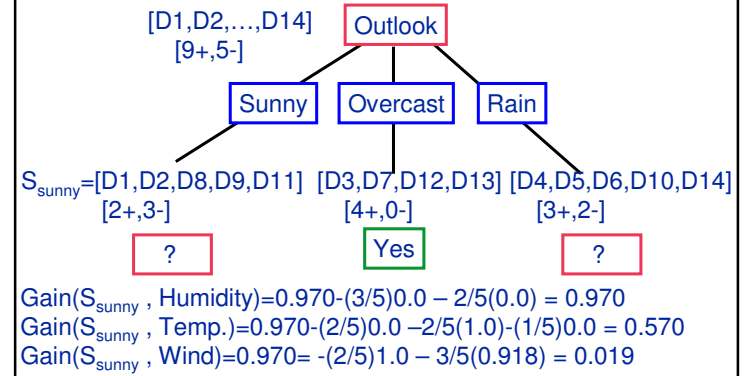 [D1,D2,…,D14] Outlook
[9+,5-]
Sunny Overcast Rain
S_sunny=[D1,D2,D8,D9,D11] [D3,D7,D12,D13] [D4,D5,D6,D10,D14]
[2+,3-] [4+,0-] [3+,2-]
? Yes ?
Gain(S_sunny , Humidity)=0.970-(3/5)0.0 – 2/5(0.0) = 0.970
Gain(S_sunny , Temp.)=0.970-(2/5)0.0 –2/5(1.0)-(1/5)0.0 = 0.570
Gain(S_sunny , Wind)=0.970= -(2/5)1.0 – 3/5(0.918) = 0.019